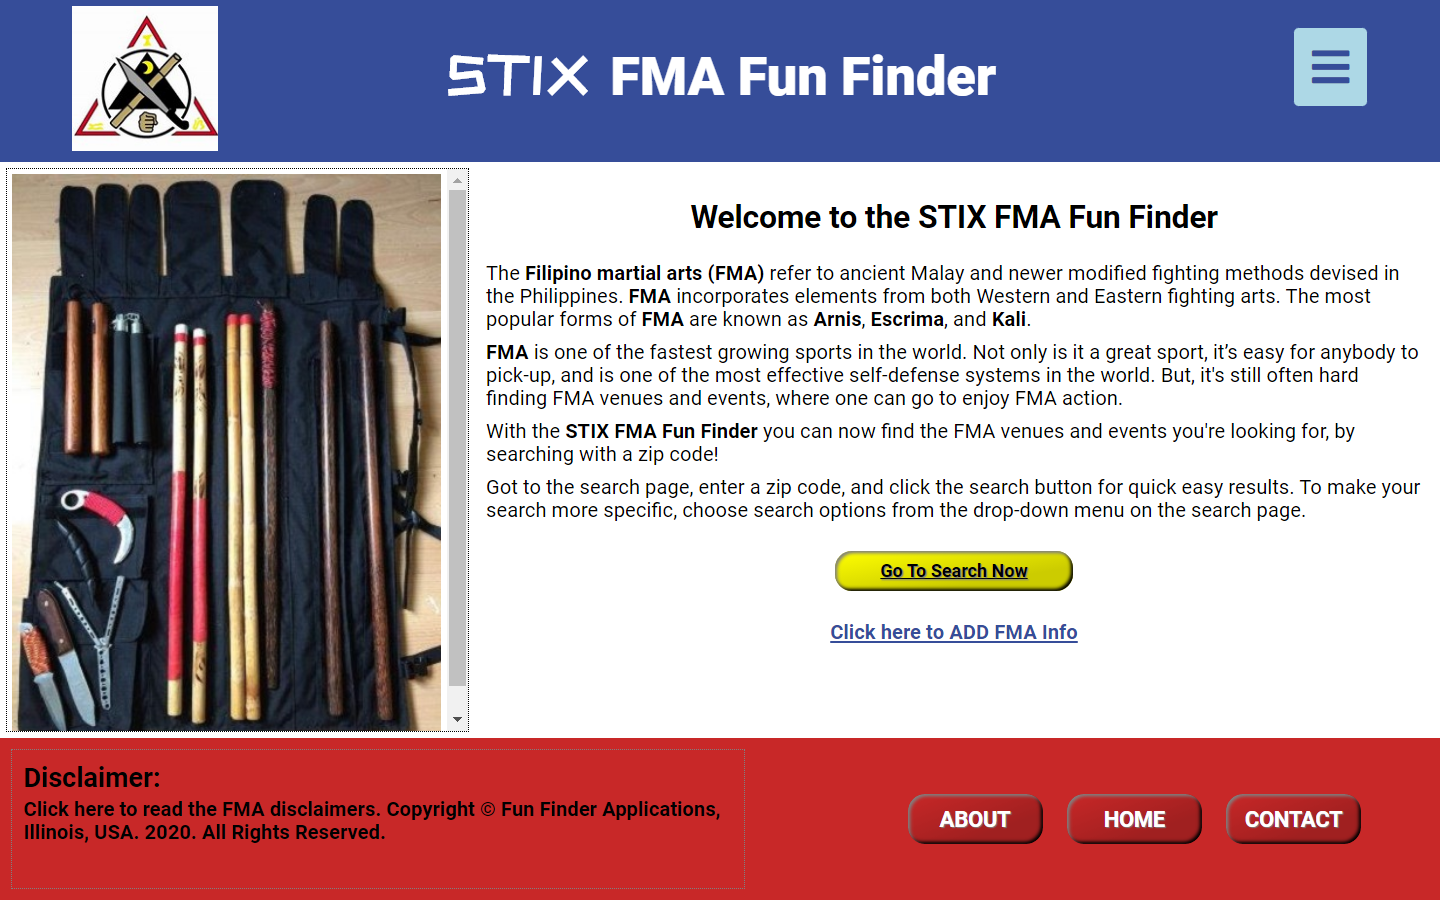 STIX FMA Fun Finder
Welcome to the STIX FMA Fun Finder
The Filipino martial arts (FMA) refer to ancient Malay and newer modified fighting methods devised in
the Philippines. FMA incorporates elements from both Western and Eastern fighting arts. The most
popular forms of FMA are known as Arnis, Escrima, and Kali.
FMA is one of the fastest growing sports in the world. Not only is it a great sport, it’s easy for anybody to
pick-up, and is one of the most effective self-defense systems in the world. But, it's still often hard
finding FMA venues and events, where one can go to enjoy FMA action.
With the STIX FMA Fun Finder you can now find the FMA venues and events you're looking for, by
searching with a zip code!
Got to the search page, enter a zip code, and click the search button for quick easy results. To make your
search more specific, choose search options from the drop-down menu on the search page.
Go To Search Now
Click here to ADD FMA Info
Disclaimer:
Click here to read the FMA disclaimers. Copyright © Fun Finder Applications,
Illinois, USA. 2020. All Rights Reserved.
ABOUT
HOME
CONTACT